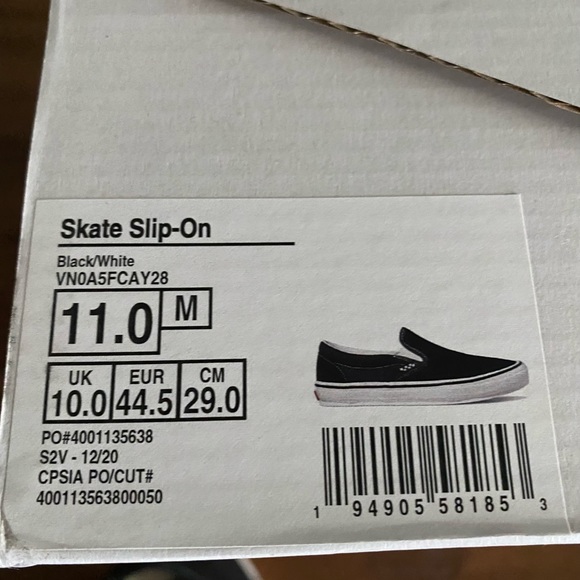 Skate Slip-On
Black/White
VN0A5FCAY28
11.0 M
UK EUR CM
10.0 44.5 29.0
PO#4001135638
S2V - 12/20
CPSIA PO/CUT#
400113563800050
1 94905 58185 3